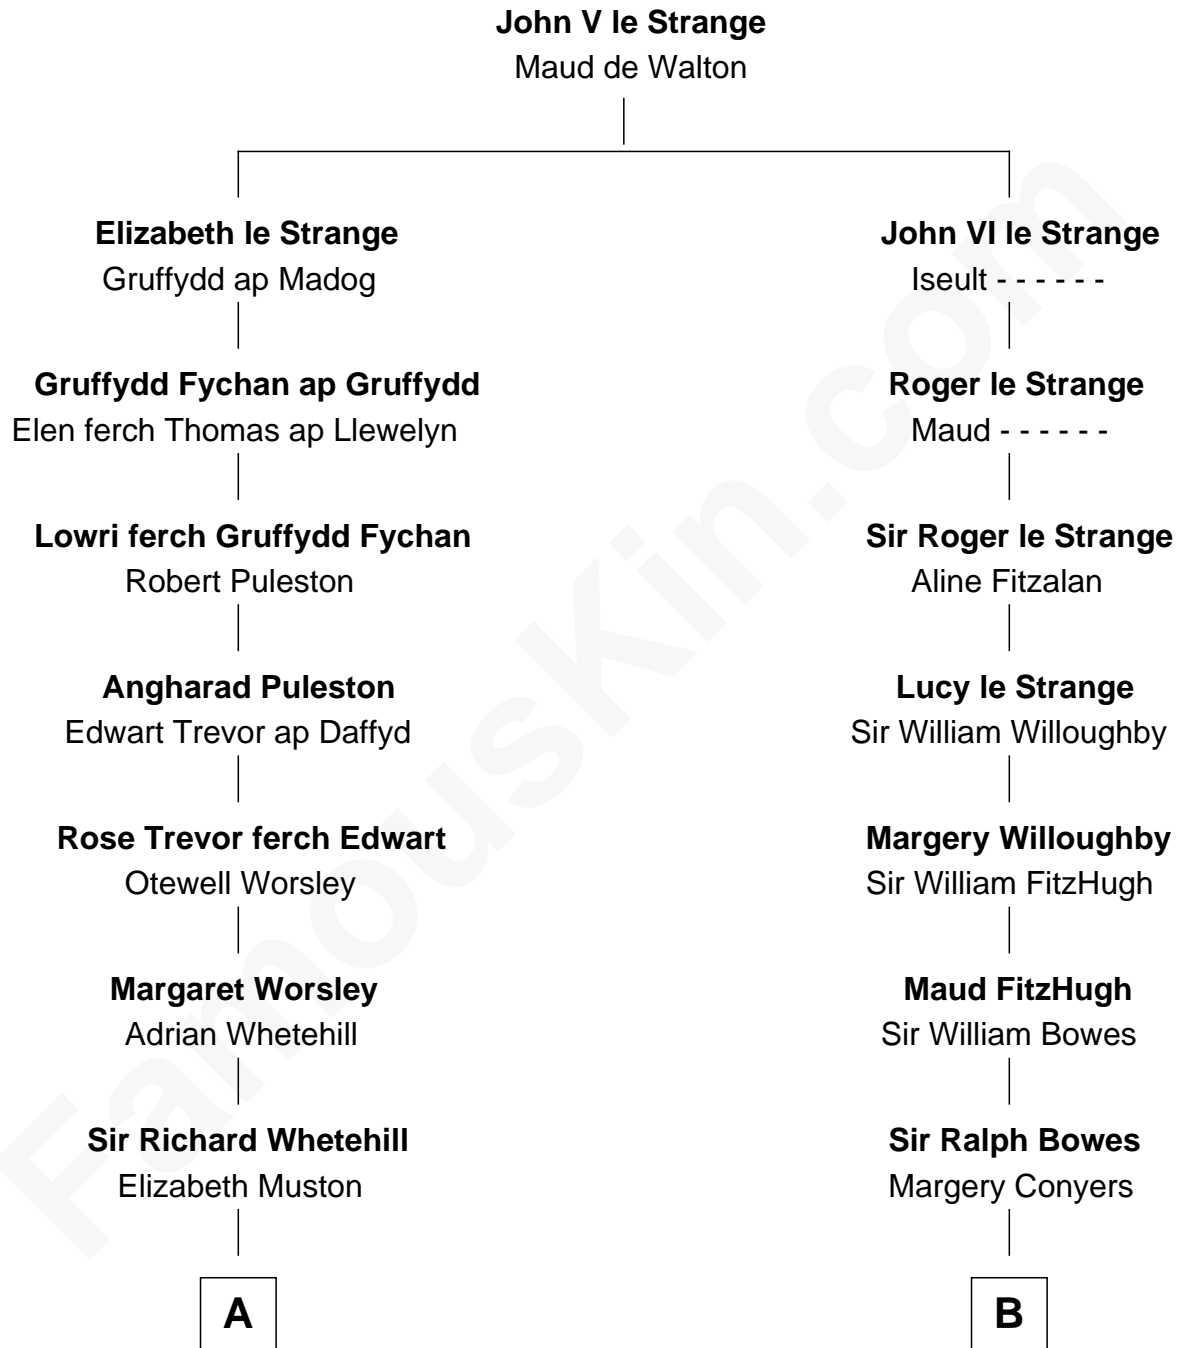 John V le Strange
Maud de Walton
Elizabeth le Strange
Gruffydd ap Madog
Gruffydd Fychan ap Gruffydd
Elen ferch Thomas ap Llewelyn
Lowri ferch Gruffydd Fychan
Robert Puleston
Angharad Puleston
Edwart Trevor ap Daffyd
Rose Trevor ferch Edwart
Otewell Worsley
Margaret Worsley
Adrian Whetehill
Sir Richard Whetehill
Elizabeth Muston
A
John VI le Strange
Iseult - - - - - -
Roger le Strange
Maud - - - - - -
Sir Roger le Strange
Aline Fitzalan
Lucy le Strange
Sir William Willoughby
Margery Willoughby
Sir William FitzHugh
Maud FitzHugh
Sir William Bowes
Sir Ralph Bowes
Margery Conyers
B
FamousKin.com